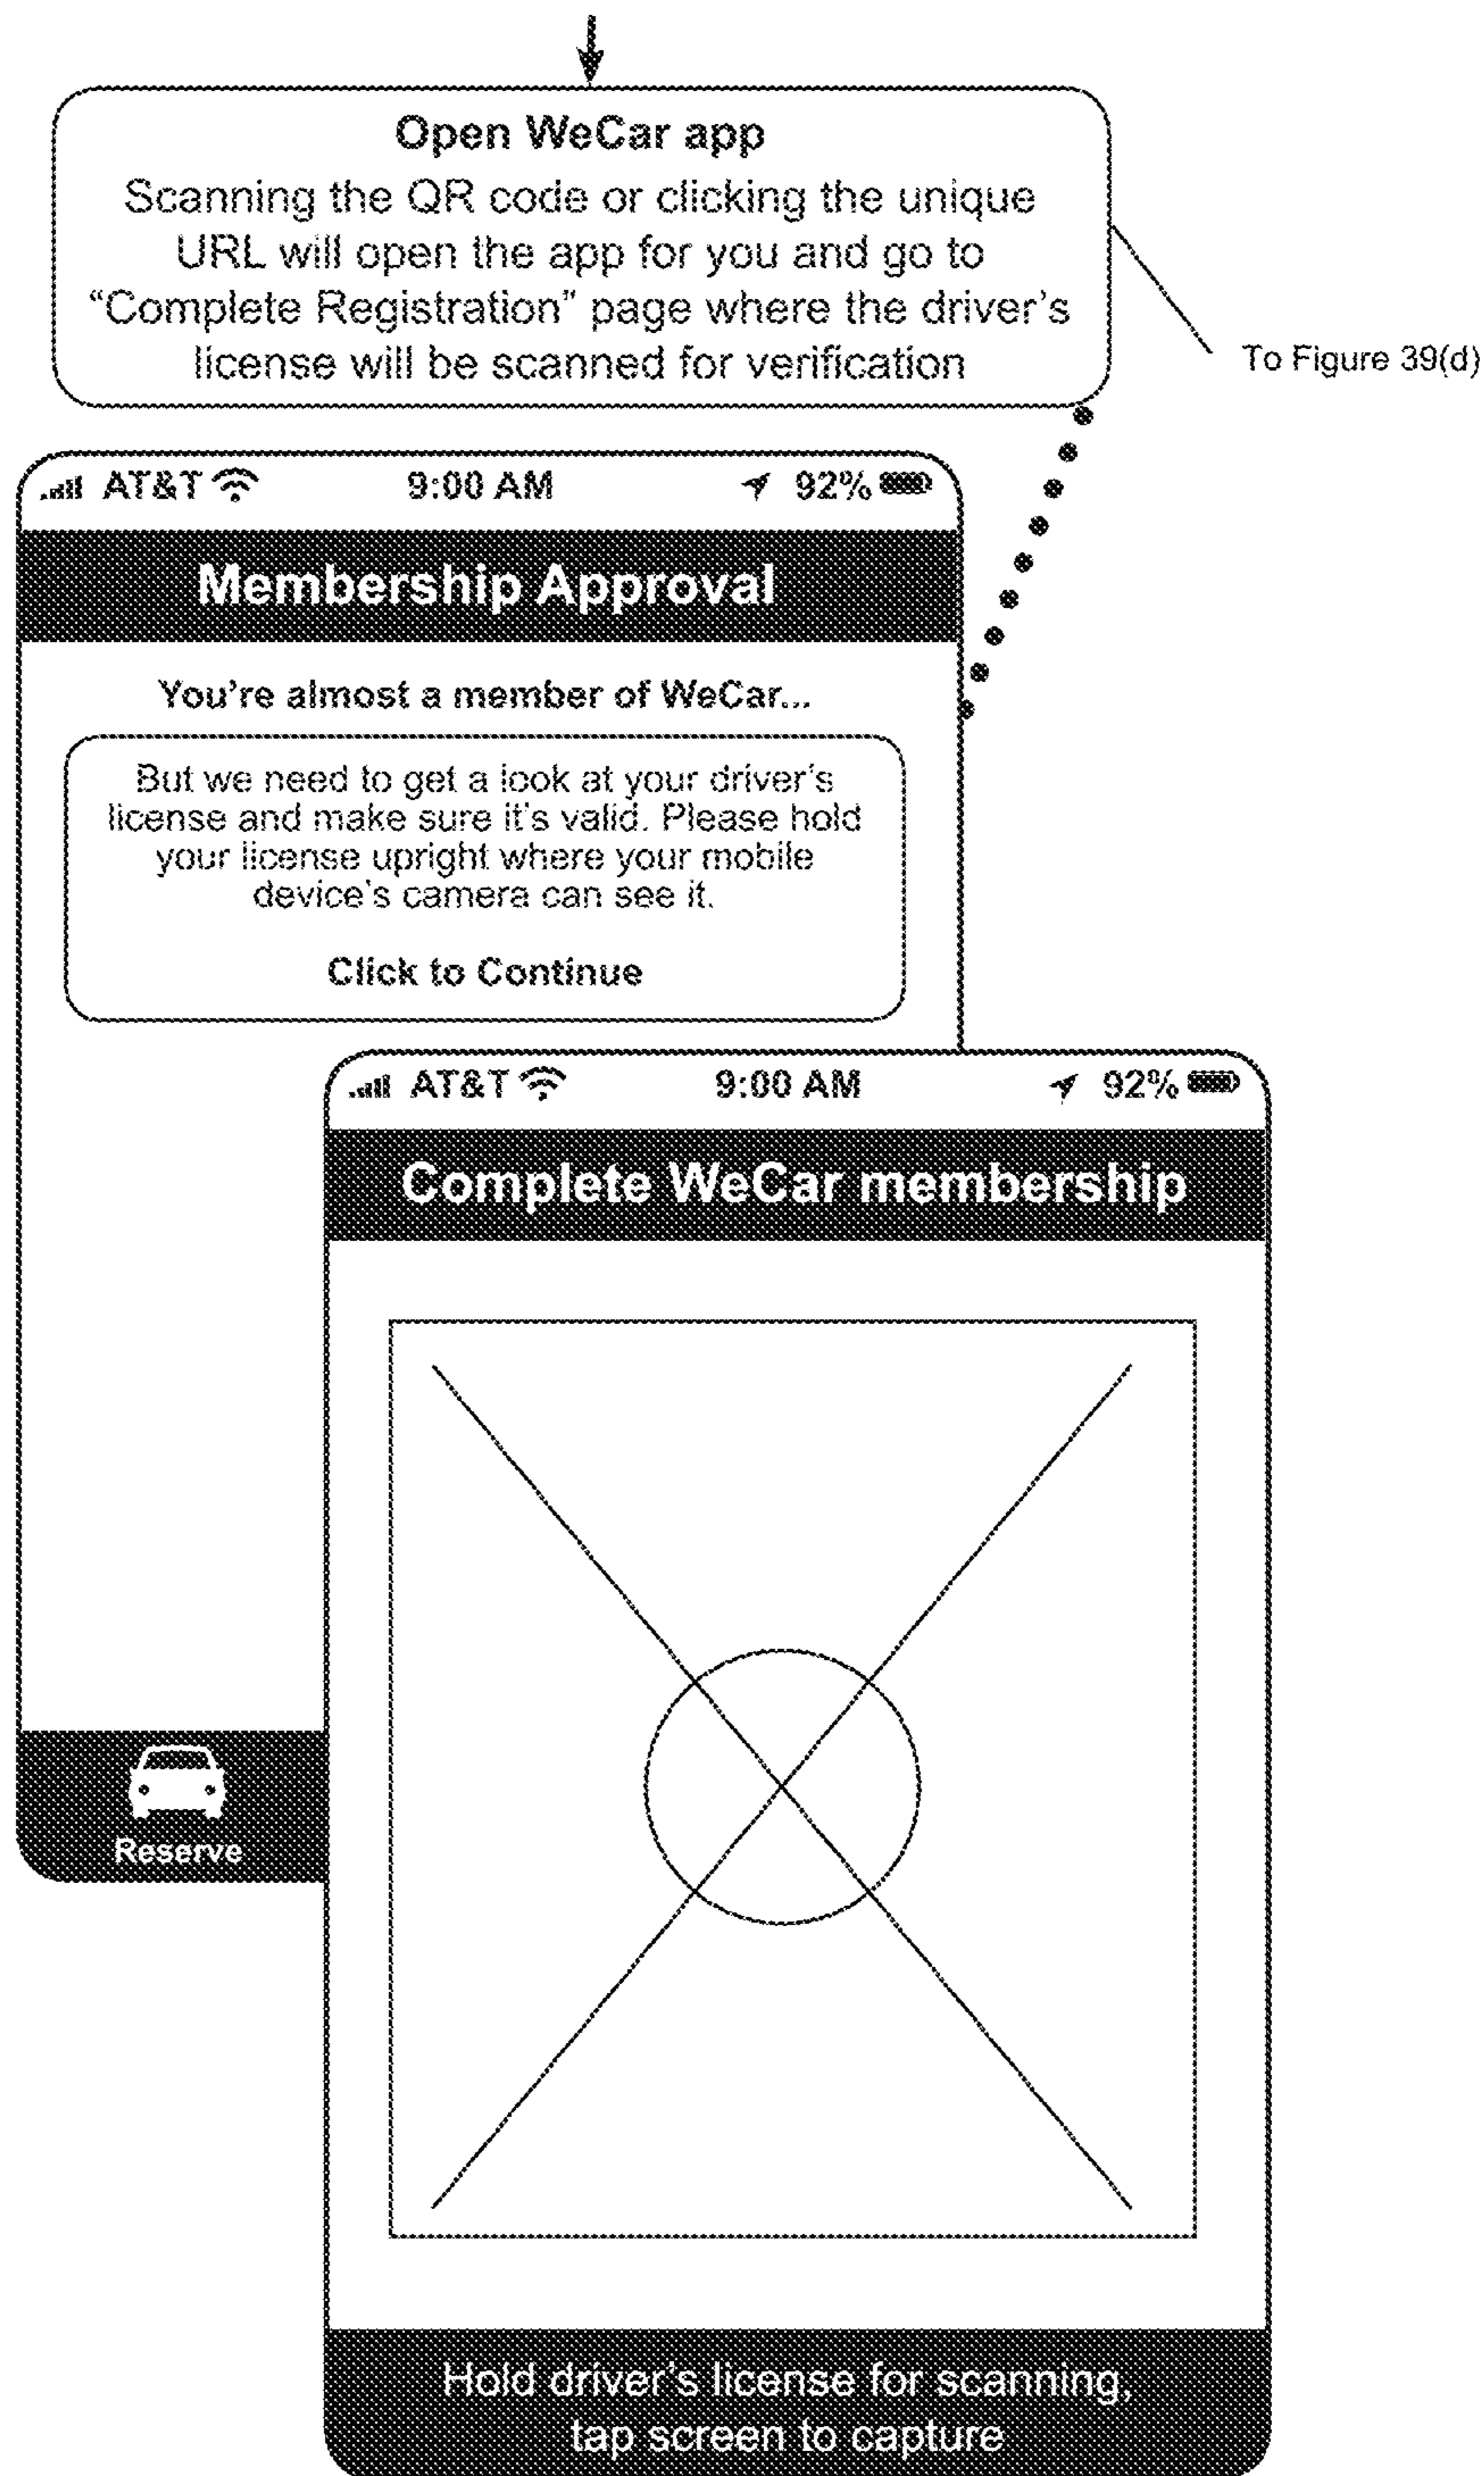 Open WeCar app
Scanning the QR code or clicking the unique
URL will open the app for you and go to
“Complete Registration” page where the driver’s
license will be scanned for verification
To Figure 39(d)
AT&T 9:00 AM 92%
Membership Approval
You’re almost a member of WeCar...
But we need to get a look at your driver’s
license and make sure it’s valid. Please hold
your license upright where your mobile
device’s camera can see it.
Click to Continue
Reserve
AT&T 9:00 AM 92%
Complete WeCar membership
Hold driver’s license for scanning,
tap screen to capture